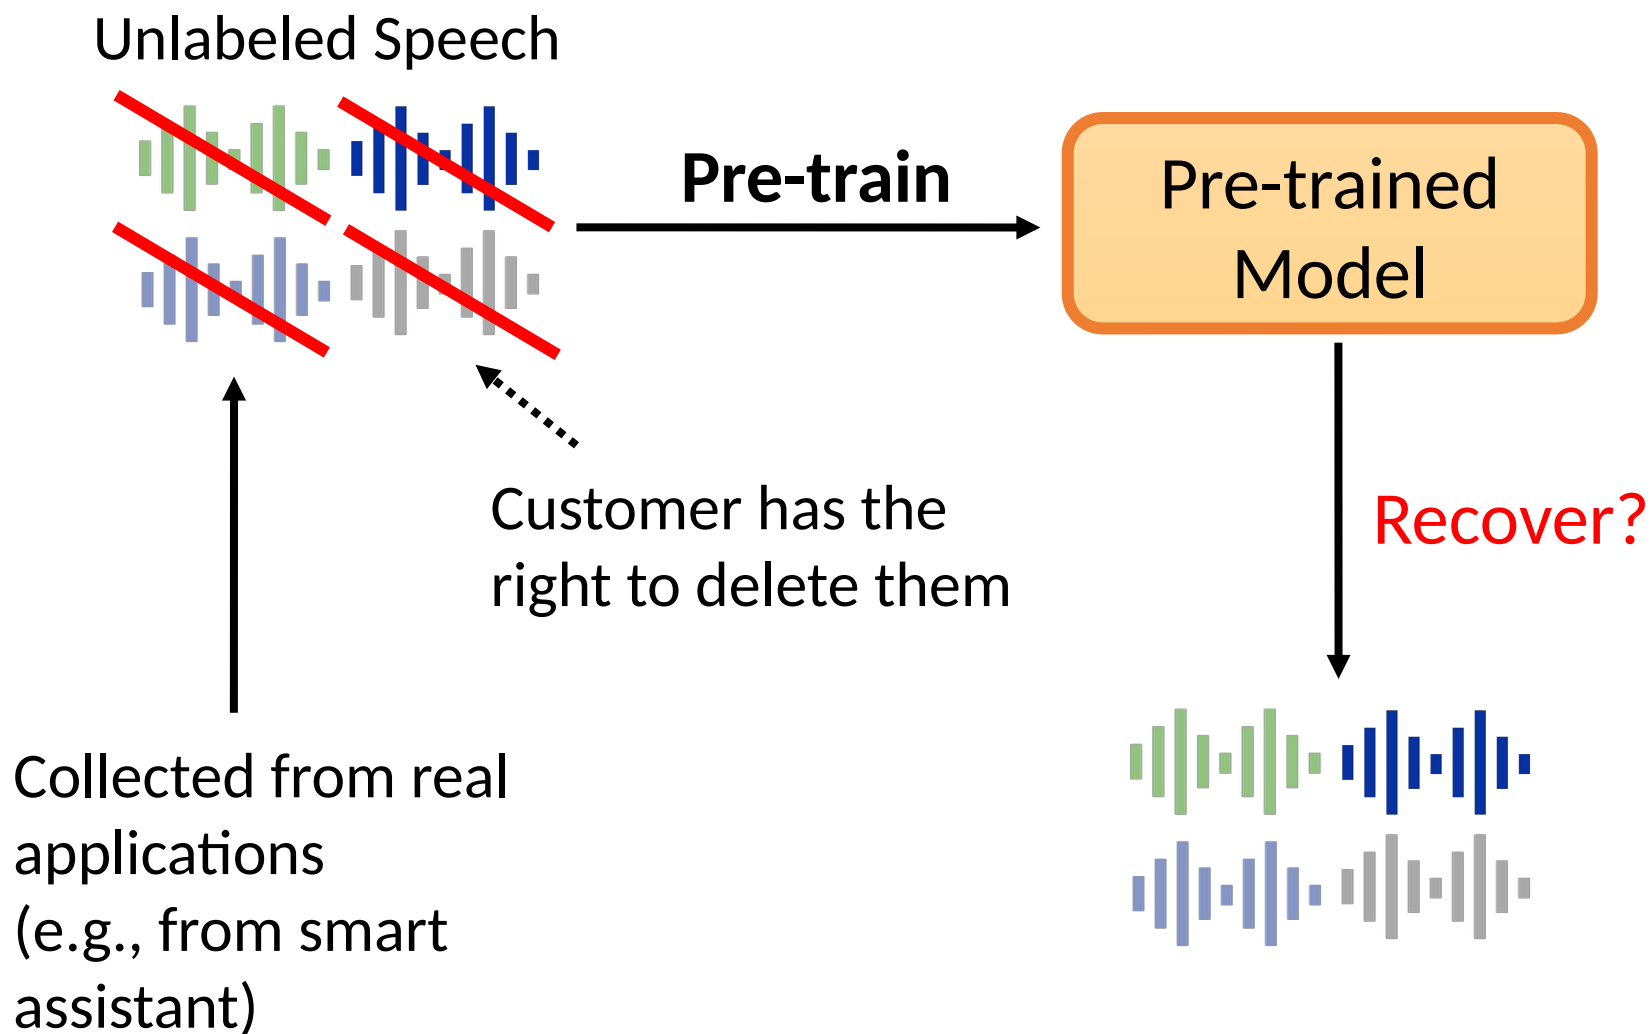 Unlabeled Speech
Pre-train
Pre-trained
Model
Customer has the
right to delete them
Recover?
Collected from real
applications
(e.g., from smart
assistant)